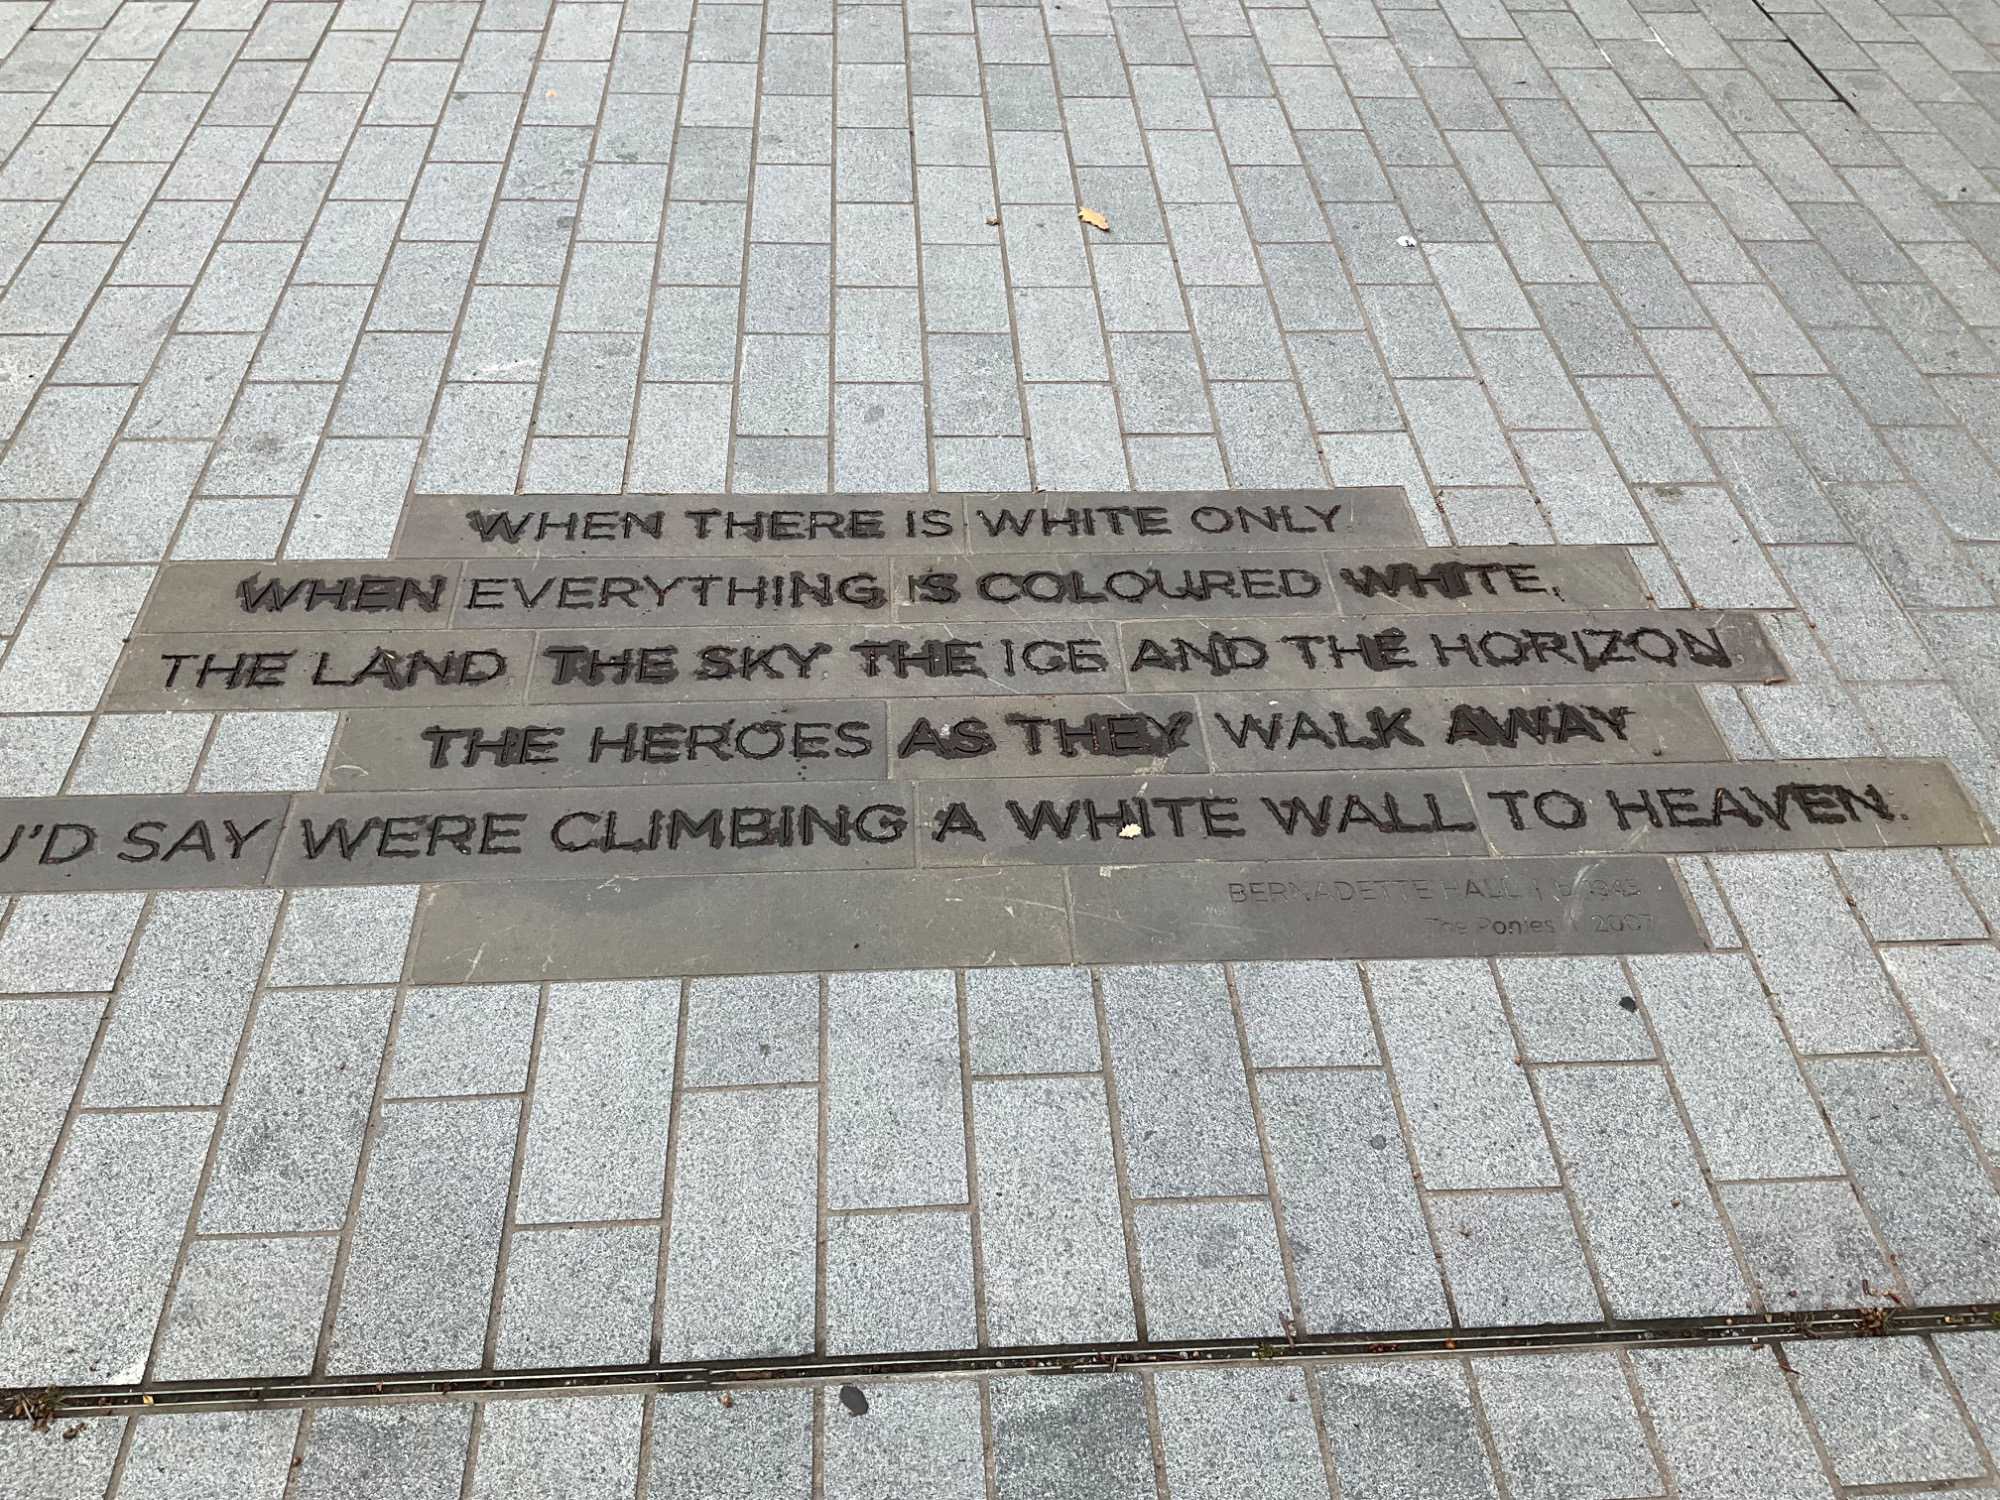 WHEN THERE IS WHITE ONLY
WHEN EVERYTHING IS COLOURED WHITE,
THE LAND THE SKY THE ICE AND THE HORIZON
THE HEROES AS THEY WALK AWAY
U'D SAY WERE CLIMBING A WHITE WALL TO HEAVEN.
BERNADETTE HALL | B. 1945
The Ponies | 2007